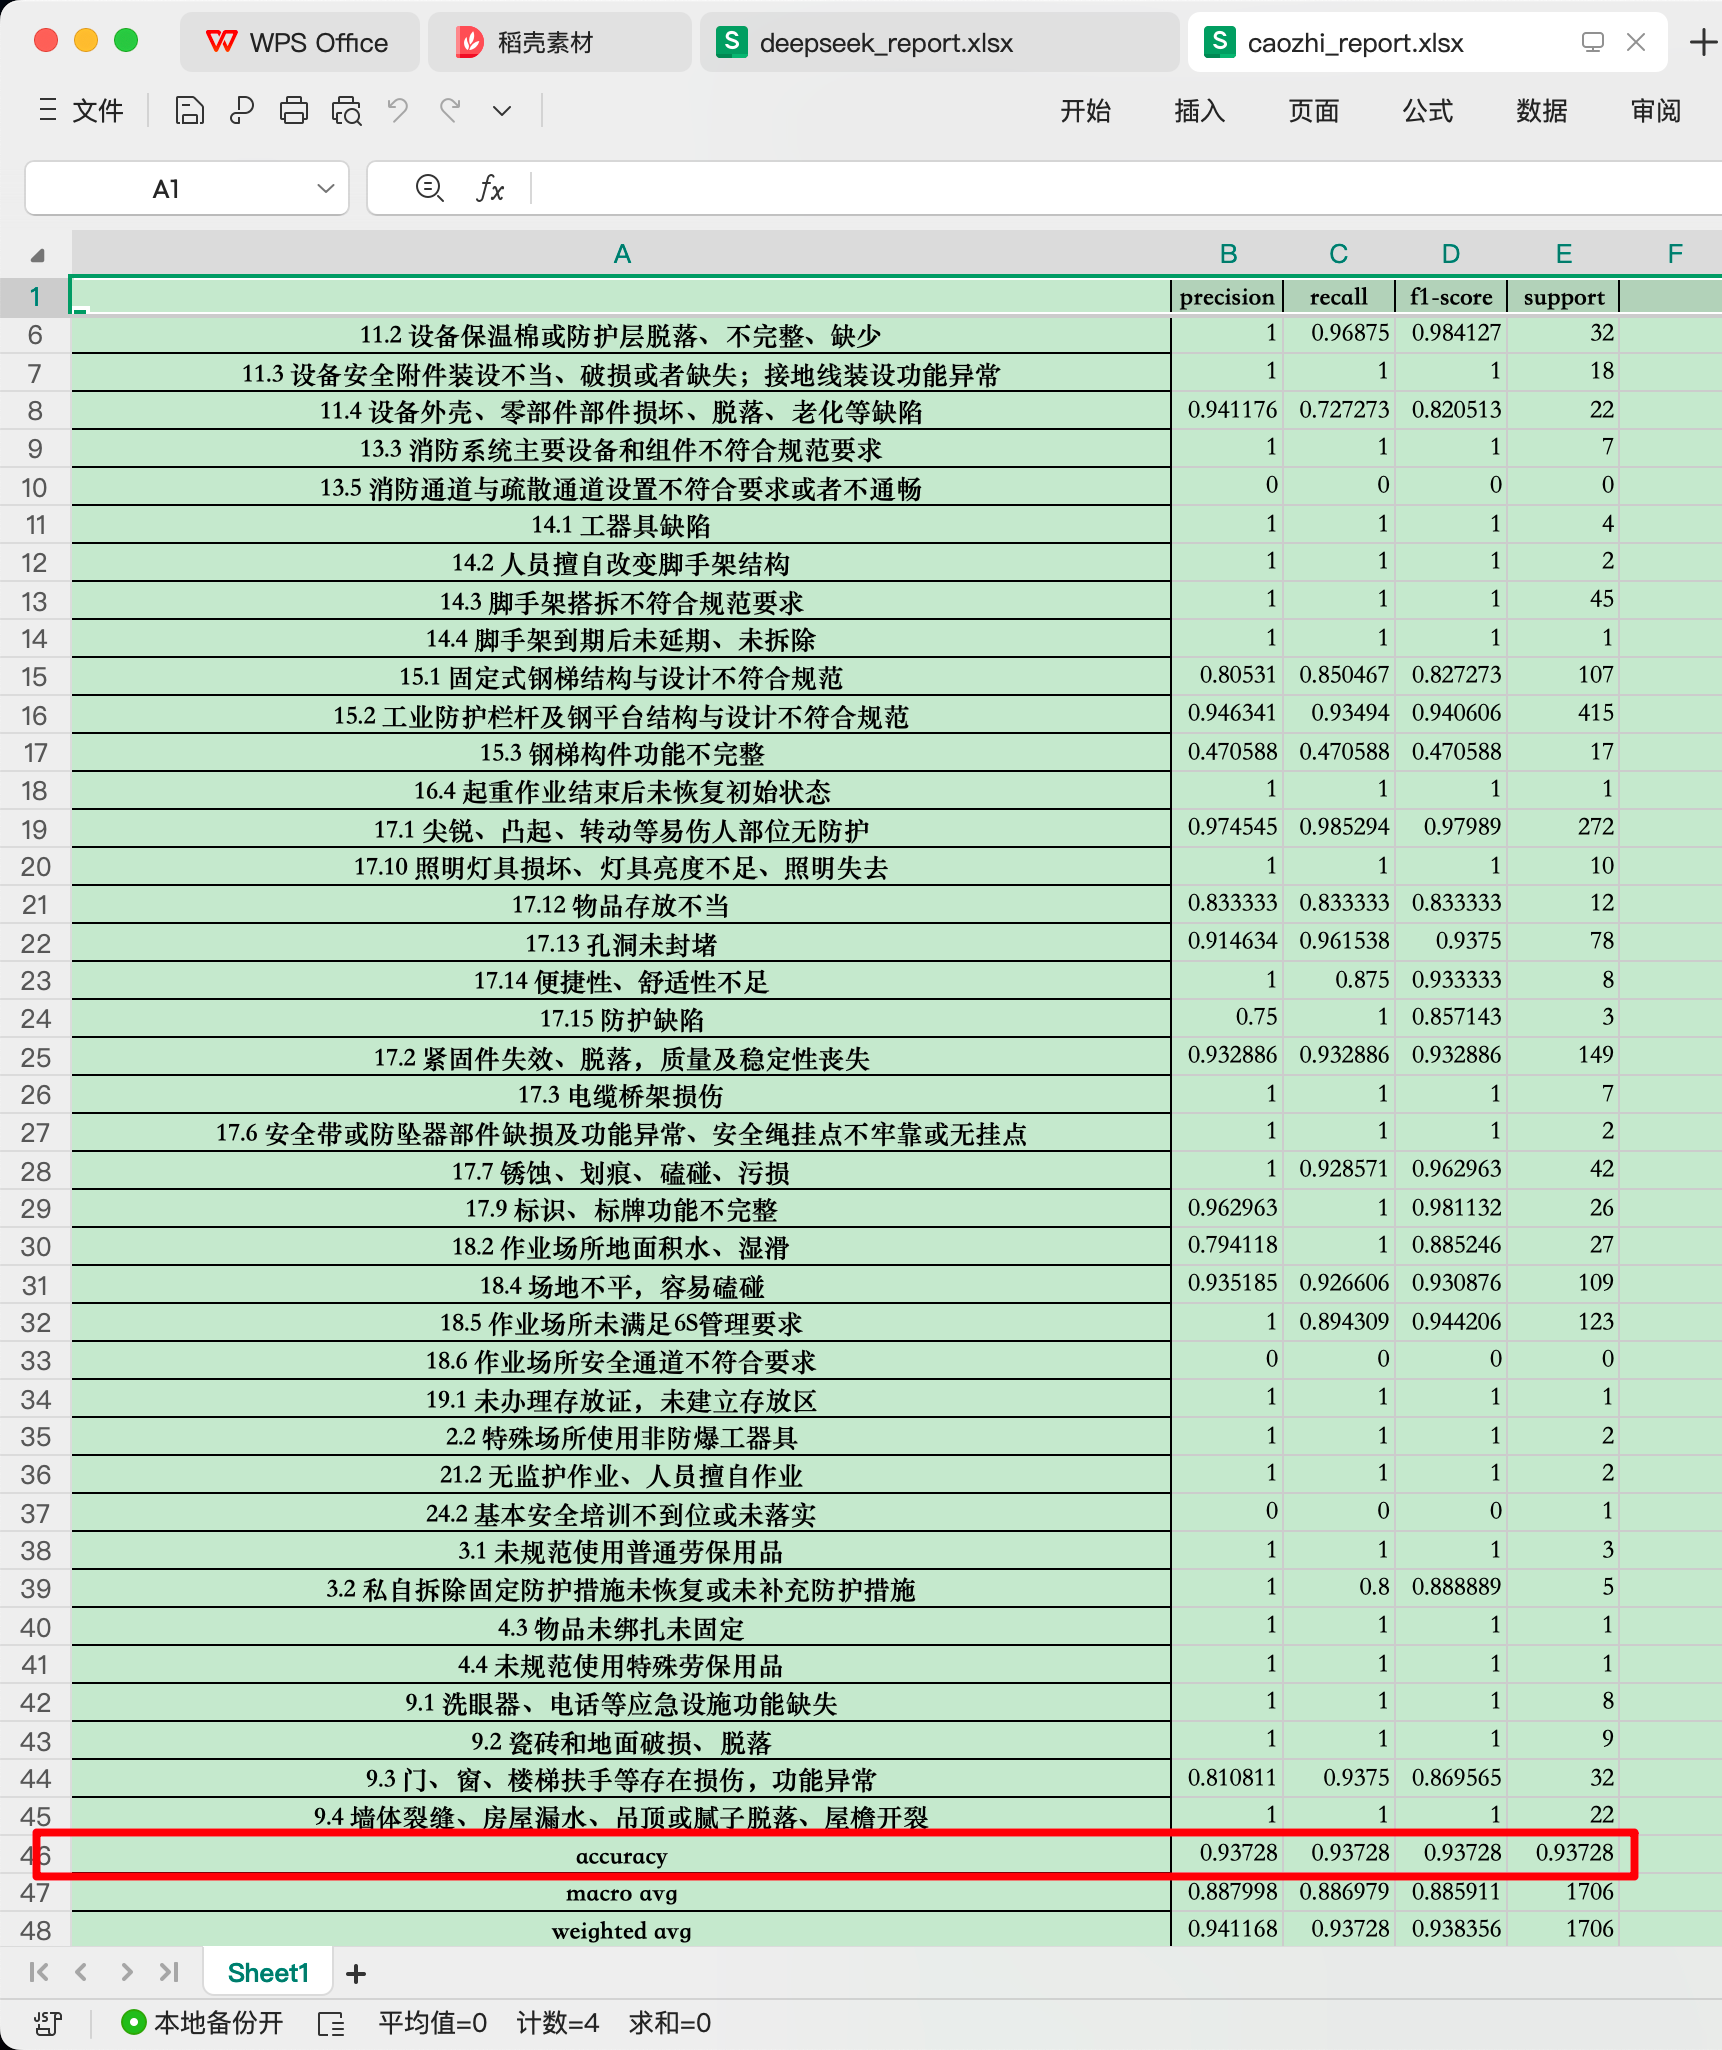 WPS Office 稻壳素材 deepseek_report.xlsx caozhi_report.xlsx
文件 开始 插入 页面 公式 数据 审阅
A1 fx
A B C D E F
1 precision recall f1-score support
6 11.2 设备保温棉或防护层脱落、不完整、缺少 1 0.96875 0.984127 32
7 11.3 设备安全附件装设不当、破损或者缺失；接地线装设功能异常 1 1 1 18
8 11.4 设备外壳、零部件部件损坏、脱落、老化等缺陷 0.941176 0.727273 0.820513 22
9 13.3 消防系统主要设备和组件不符合规范要求 1 1 1 7
10 13.5 消防通道与疏散通道设置不符合要求或者不通畅 0 0 0 0
11 14.1 工器具缺陷 1 1 1 4
12 14.2 人员擅自改变脚手架结构 1 1 1 2
13 14.3 脚手架搭拆不符合规范要求 1 1 1 45
14 14.4 脚手架到期后未延期、未拆除 1 1 1 1
15 15.1 固定式钢梯结构与设计不符合规范 0.80531 0.850467 0.827273 107
16 15.2 工业防护栏杆及钢平台结构与设计不符合规范 0.946341 0.93494 0.940606 415
17 15.3 钢梯构件功能不完整 0.470588 0.470588 0.470588 17
18 16.4 起重作业结束后未恢复初始状态 1 1 1 1
19 17.1 尖锐、凸起、转动等易伤人部位无防护 0.974545 0.985294 0.97989 272
20 17.10 照明灯具损坏、灯具亮度不足、照明失去 1 1 1 10
21 17.12 物品存放不当 0.833333 0.833333 0.833333 12
22 17.13 孔洞未封堵 0.914634 0.961538 0.9375 78
23 17.14 便捷性、舒适性不足 1 0.875 0.933333 8
24 17.15 防护缺陷 0.75 1 0.857143 3
25 17.2 紧固件失效、脱落，质量及稳定性丧失 0.932886 0.932886 0.932886 149
26 17.3 电缆桥架损伤 1 1 1 7
27 17.6 安全带或防坠器部件缺损及功能异常、安全绳挂点不牢靠或无挂点 1 1 1 2
28 17.7 锈蚀、划痕、磕碰、污损 1 0.928571 0.962963 42
29 17.9 标识、标牌功能不完整 0.962963 1 0.981132 26
30 18.2 作业场所地面积水、湿滑 0.794118 1 0.885246 27
31 18.4 场地不平，容易磕碰 0.935185 0.926606 0.930876 109
32 18.5 作业场所未满足6S管理要求 1 0.894309 0.944206 123
33 18.6 作业场所安全通道不符合要求 0 0 0 0
34 19.1 未办理存放证，未建立存放区 1 1 1 1
35 2.2 特殊场所使用非防爆工器具 1 1 1 2
36 21.2 无监护作业、人员擅自作业 1 1 1 2
37 24.2 基本安全培训不到位或未落实 0 0 0 1
38 3.1 未规范使用普通劳保用品 1 1 1 3
39 3.2 私自拆除固定防护措施未恢复或未补充防护措施 1 0.8 0.888889 5
40 4.3 物品未绑扎未固定 1 1 1 1
41 4.4 未规范使用特殊劳保用品 1 1 1 1
42 9.1 洗眼器、电话等应急设施功能缺失 1 1 1 8
43 9.2 瓷砖和地面破损、脱落 1 1 1 9
44 9.3 门、窗、楼梯扶手等存在损伤，功能异常 0.810811 0.9375 0.869565 32
45 9.4 墙体裂缝、房屋漏水、吊顶或腻子脱落、屋檐开裂 1 1 1 22
46 accuracy 0.93728 0.93728 0.93728 0.93728
47 macro avg 0.887998 0.886979 0.885911 1706
48 weighted avg 0.941168 0.93728 0.938356 1706
Sheet1
本地备份开 平均值=0 计数=4 求和=0